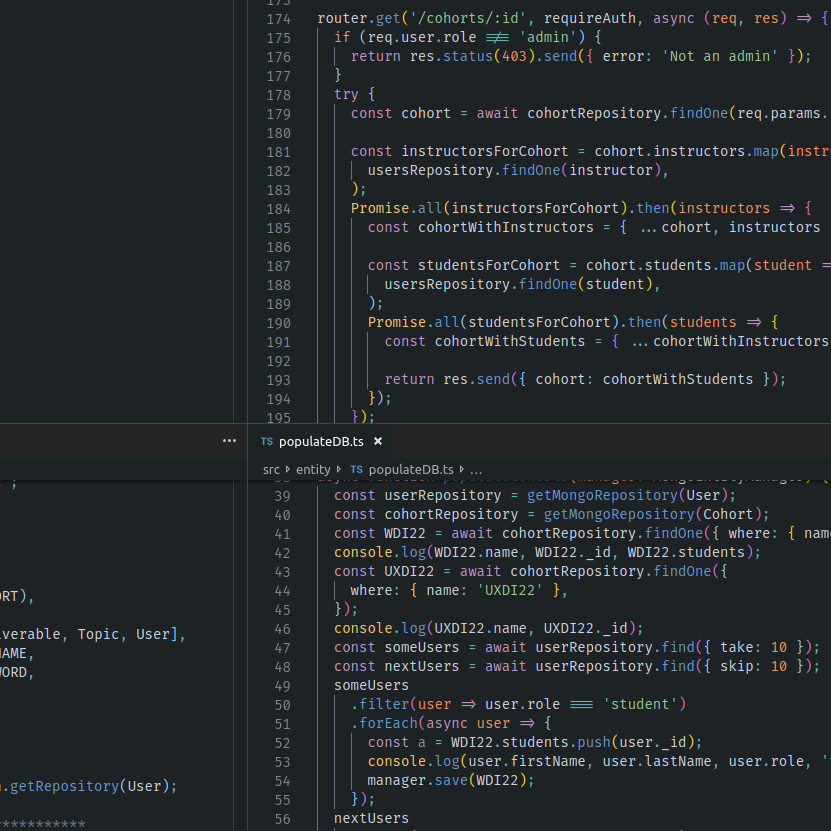 173
174 router.get('/cohorts/:id', requireAuth, async (req, res) => {
175 if (req.user.role !== 'admin') {
176 return res.status(403).send({ error: 'Not an admin' });
177 }
178 try {
179 const cohort = await cohortRepository.findOne(req.params.
180
181 const instructorsForCohort = cohort.instructors.map(instr
182 usersRepository.findOne(instructor),
183 );
184 Promise.all(instructorsForCohort).then(instructors => {
185 const cohortWithInstructors = { ...cohort, instructors
186
187 const studentsForCohort = cohort.students.map(student =
188 usersRepository.findOne(student),
189 );
190 Promise.all(studentsForCohort).then(students => {
191 const cohortWithStudents = { ...cohortWithInstructors
192
193 return res.send({ cohort: cohortWithStudents });
194 });
195 });
... TS populateDB.ts ×
src entity TS populateDB.ts ...
39 const userRepository = getMongoRepository(User);
40 const cohortRepository = getMongoRepository(Cohort);
41 const WDI22 = await cohortRepository.findOne({ where: { nam
42 console.log(WDI22.name, WDI22._id, WDI22.students);
43 const UXDI22 = await cohortRepository.findOne({
44 where: { name: 'UXDI22' },
45 });
46 console.log(UXDI22.name, UXDI22._id);
47 const someUsers = await userRepository.find({ take: 10 });
48 const nextUsers = await userRepository.find({ skip: 10 });
49 someUsers
50 .filter(user => user.role === 'student')
51 .forEach(async user => {
52 const a = WDI22.students.push(user._id);
53 console.log(user.firstName, user.lastName, user.role, '
54 manager.save(WDI22);
55 });
56 nextUsers
ORT),
verable, Topic, User],
NAME,
WORD,
.getRepository(User);
***********